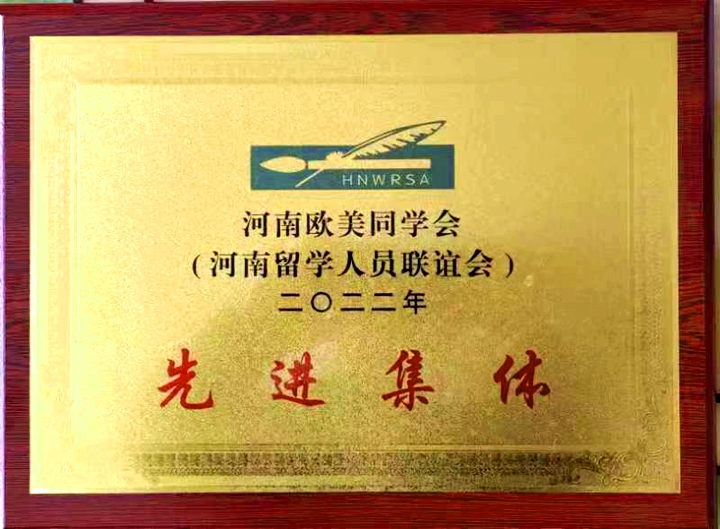 HNWRSA
河南欧美同学会
(河南留学人员联谊会)
二〇二二年
先进集体